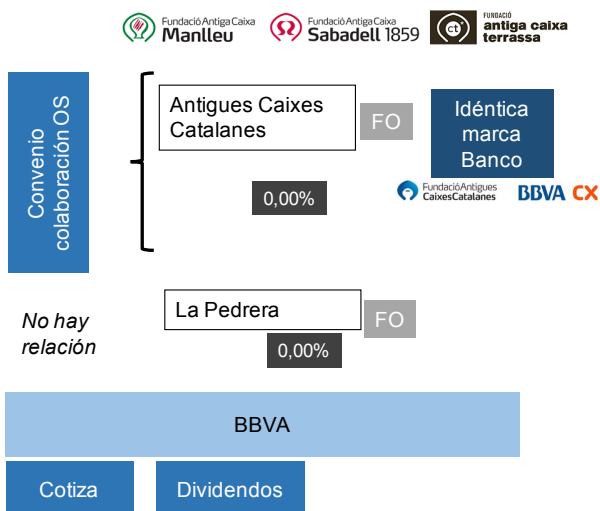 Fundació Antiga Caixa
Manlleu
Fundació Antiga Caixa
Sabadell 1859
ct
FUNDACIÓ
antiga caixa
terrassa
Convenio
colaboración OS
Antigues Caixes
Catalanes
FO
Idéntica
marca
Banco
0,00%
Fundació Antigues
CaixesCatalanes
BBVA CX
No hay
relación
La Pedrera
FO
0,00%
BBVA
Cotiza
Dividendos